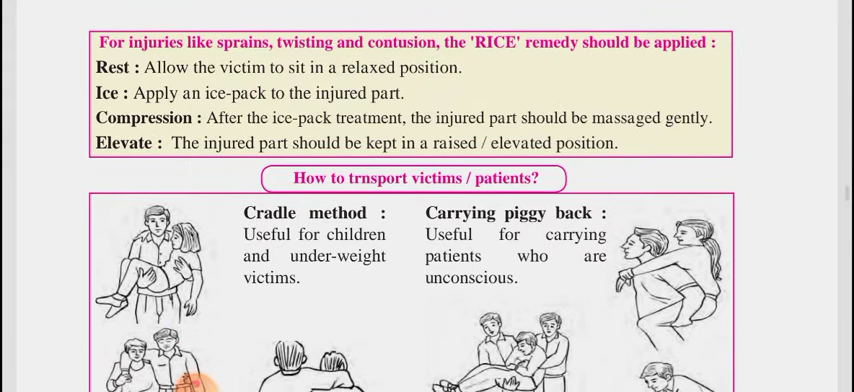 For injuries like sprains, twisting and contusion, the 'RICE' remedy should be applied :
Rest : Allow the victim to sit in a relaxed position.
Ice : Apply an ice-pack to the injured part.
Compression : After the ice-pack treatment, the injured part should be massaged gently.
Elevate : The injured part should be kept in a raised / elevated position.
How to trnsport victims / patients?
Cradle method :
Useful for children
and under-weight
victims.
Carrying piggy back :
Useful for carrying
patients who are
unconscious.